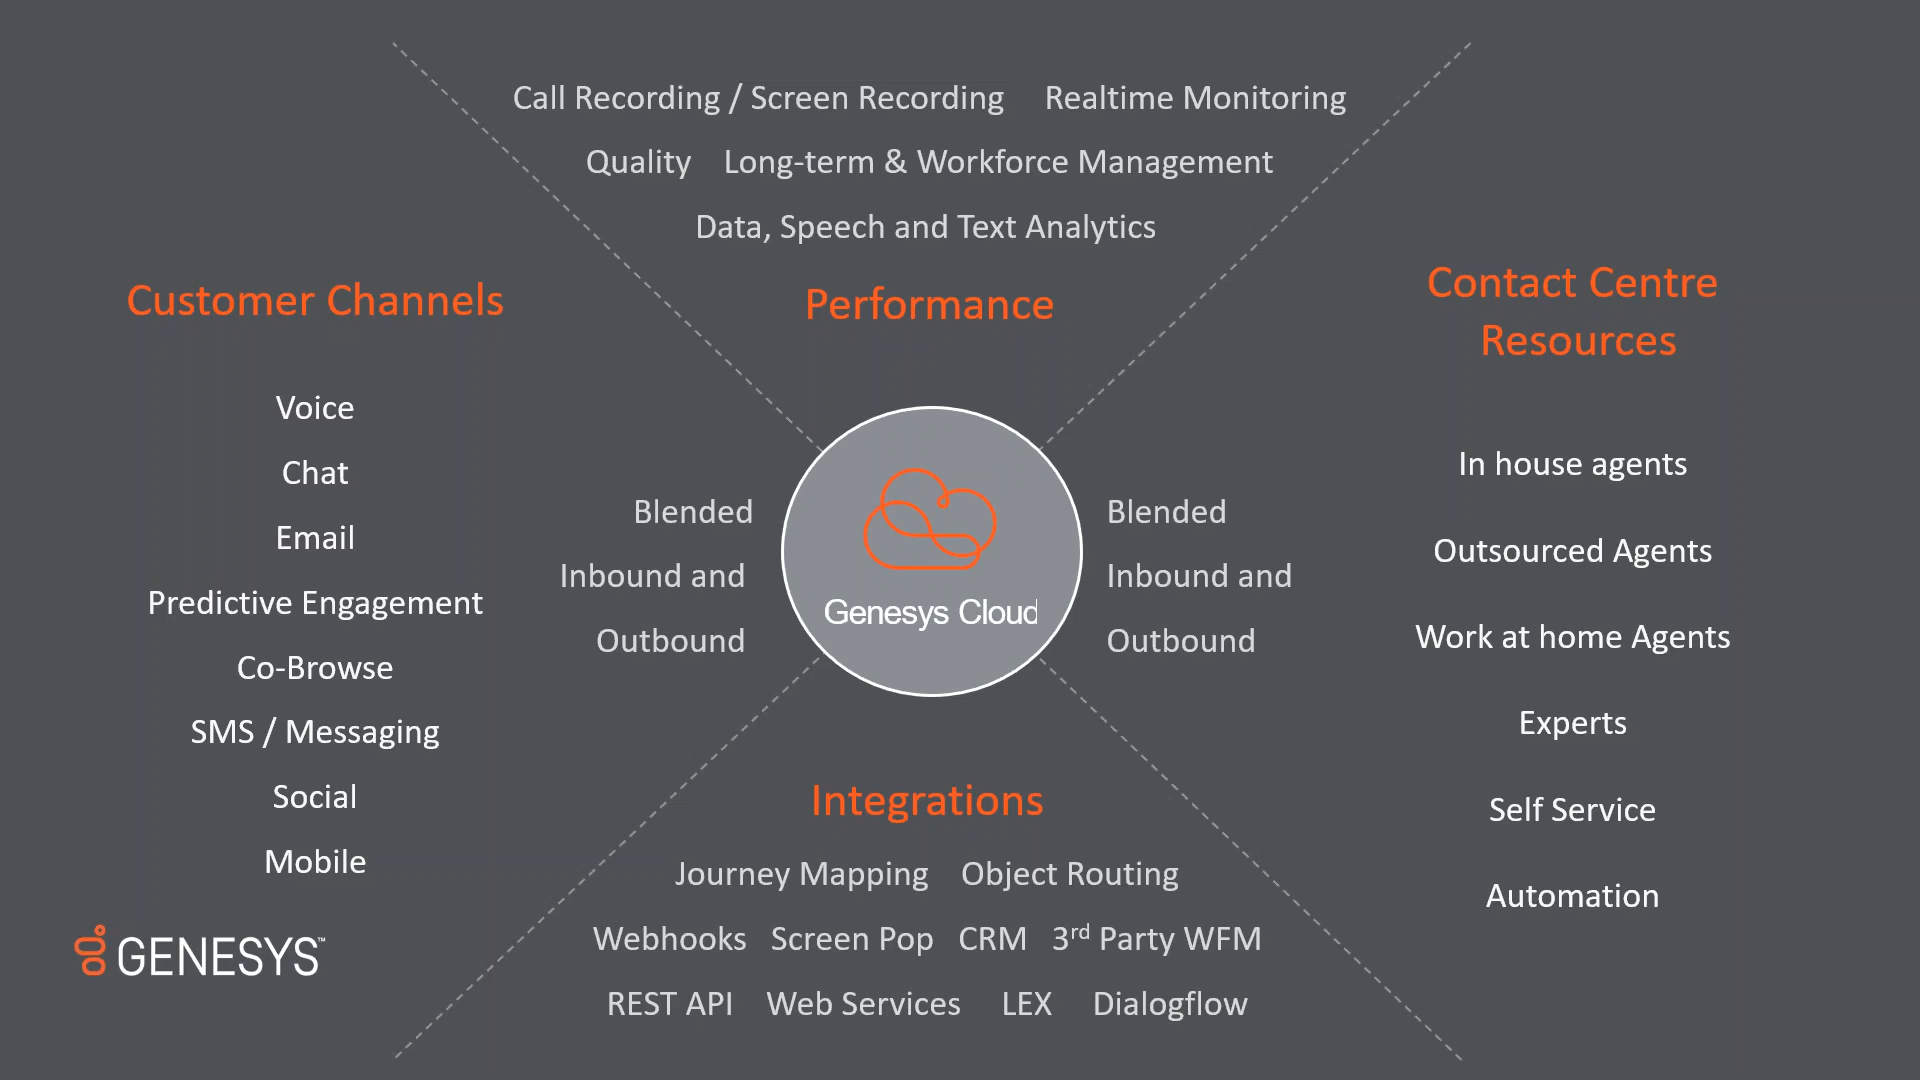 Call Recording / Screen Recording Realtime Monitoring
Quality Long-term & Workforce Management
Data, Speech and Text Analytics
Performance
Customer Channels
Voice
Chat
Email
Predictive Engagement
Co-Browse
SMS / Messaging
Social
Mobile
Blended
Inbound and
Outbound
Genesys Cloud
Blended
Inbound and
Outbound
Contact Centre
Resources
In house agents
Outsourced Agents
Work at home Agents
Experts
Self Service
Automation
Integrations
Journey Mapping Object Routing
Webhooks Screen Pop CRM 3rd Party WFM
REST API Web Services LEX Dialogflow
GENESYS™